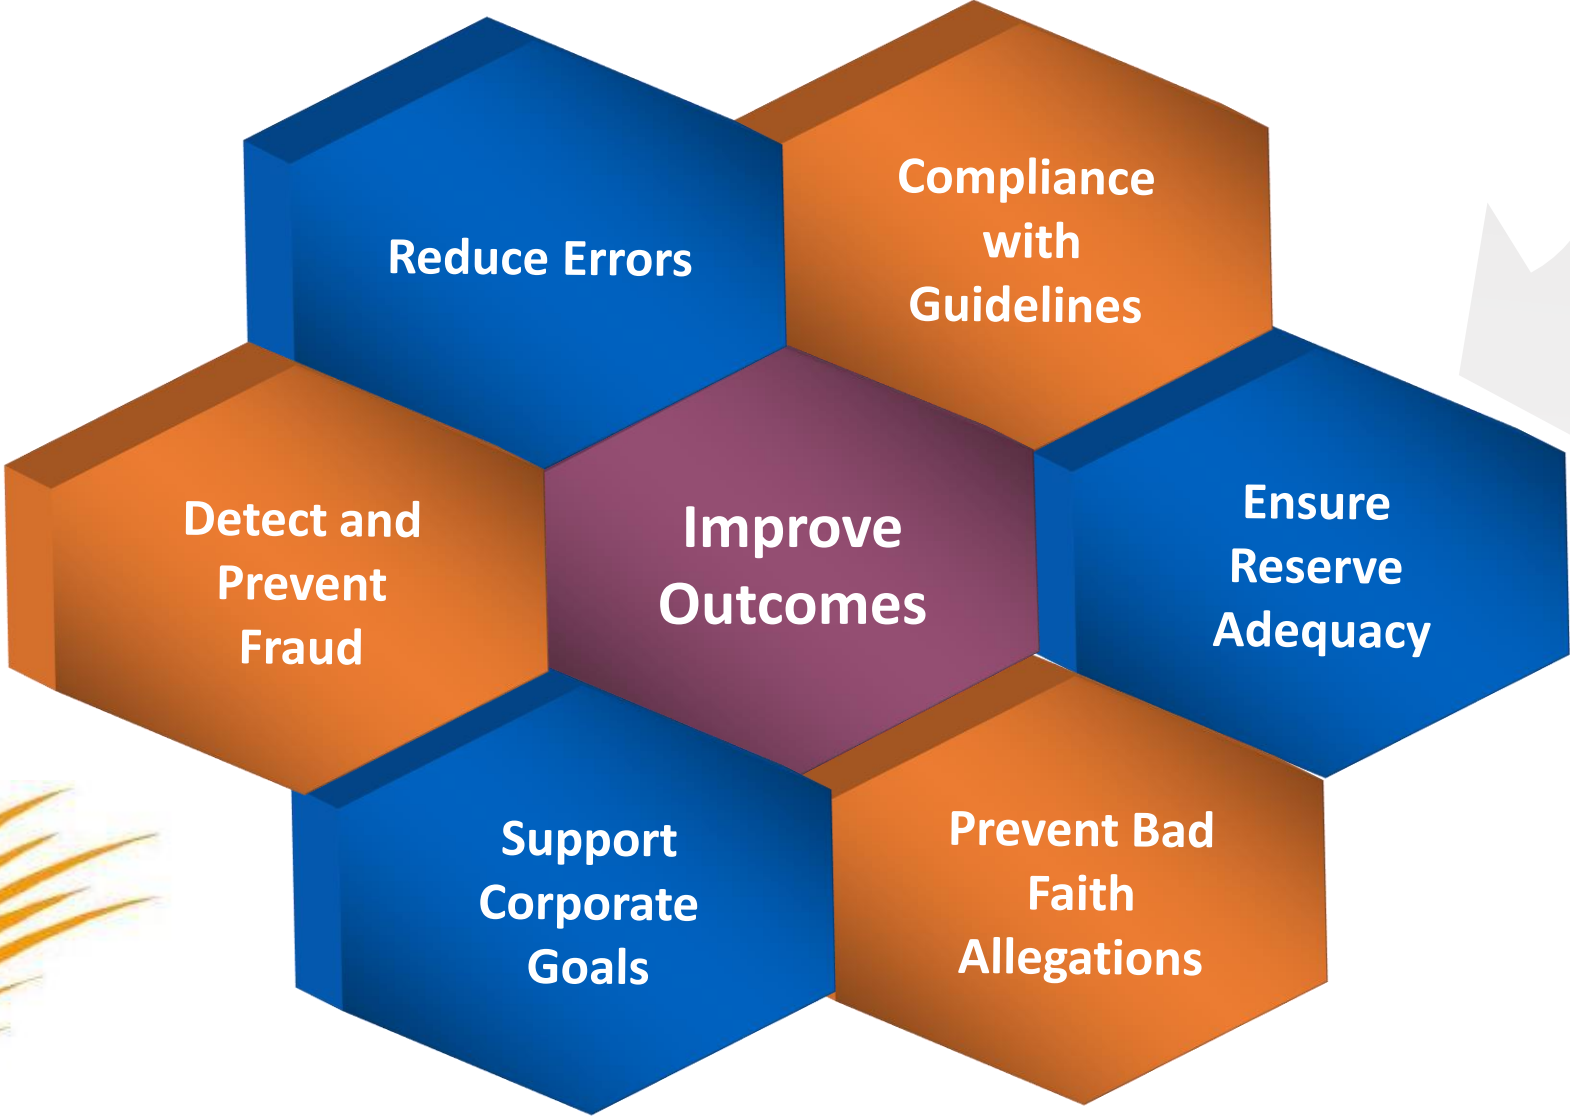 Reduce Errors
Compliance
with
Guidelines
Detect and
Prevent
Fraud
Improve
Outcomes
Ensure
Reserve
Adequacy
Support
Corporate
Goals
Prevent Bad
Faith
Allegations